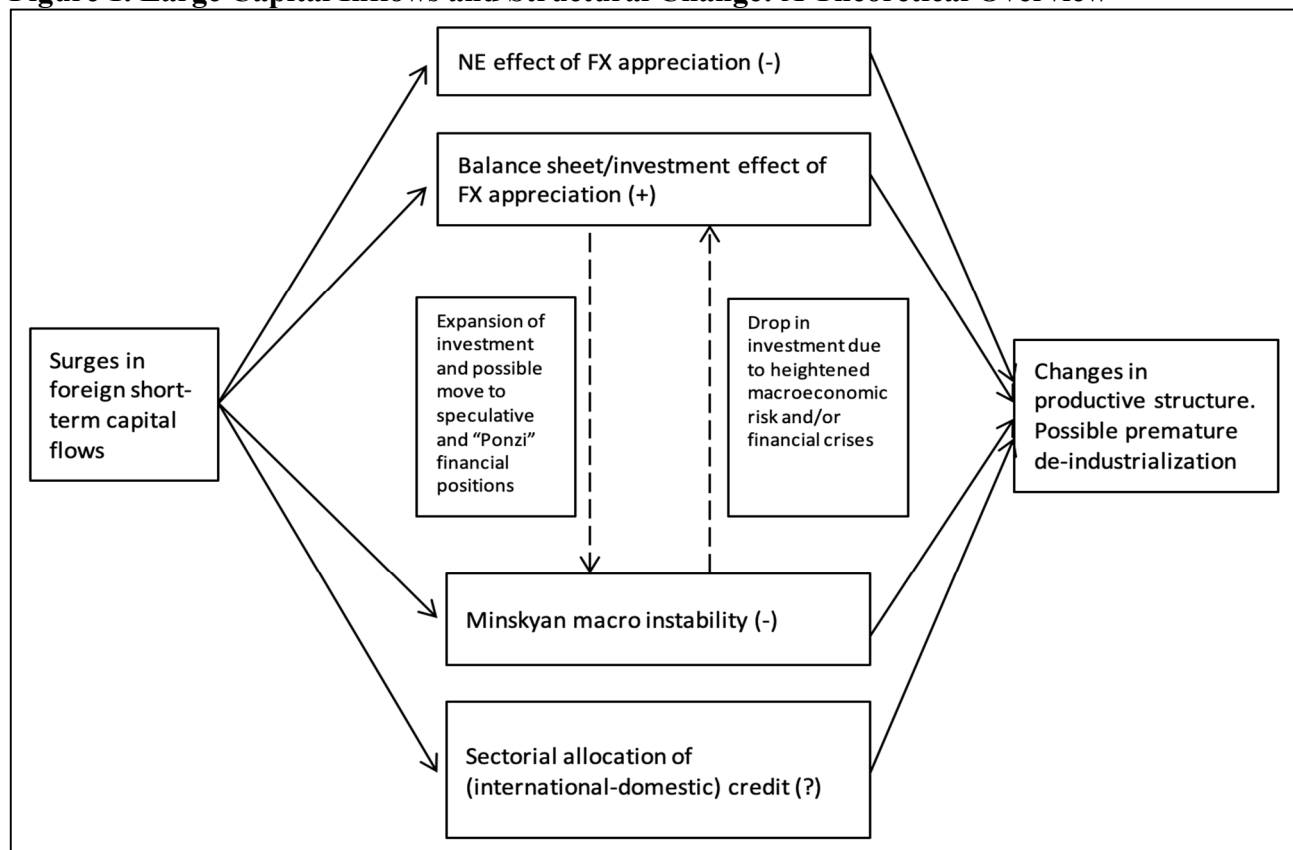 Figure 1. Large Capital Inflows and Structural Change: A Theoretical Overview
NE effect of FX appreciation (-)
Balance sheet/investment effect of
FX appreciation (+)
Expansion of
investment
and possible
move to
speculative
and “Ponzi”
financial
positions
Drop in
investment due
to heightened
macroeconomic
risk and/or
financial crises
Surges in
foreign short-
term capital
flows
Changes in
productive structure.
Possible premature
de-industrialization
Minskyan macro instability (-)
Sectorial allocation of
(international-domestic) credit (?)